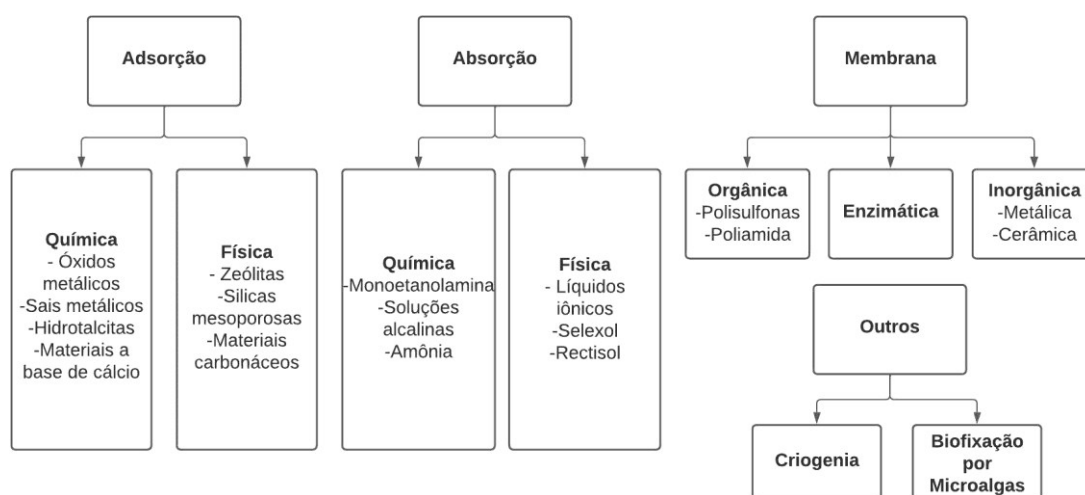 Adsorção
Química
- Óxidos
metálicos
-Sais metálicos
-Hidrotalcitas
-Materiais a
base de cálcio
Física
- Zeólitas
-Silicas
mesoporosas
-Materiais
carbonáceos
Absorção
Química
-Monoetanolamina
-Soluções
alcalinas
-Amônia
Física
- Líquidos
iônicos
-Selexol
-Rectisol
Membrana
Orgânica
-Polisulfonas
-Poliamida
Enzimática
Inorgânica
-Metálica
-Cerâmica
Outros
Criogenia
Biofixação
por
Microalgas